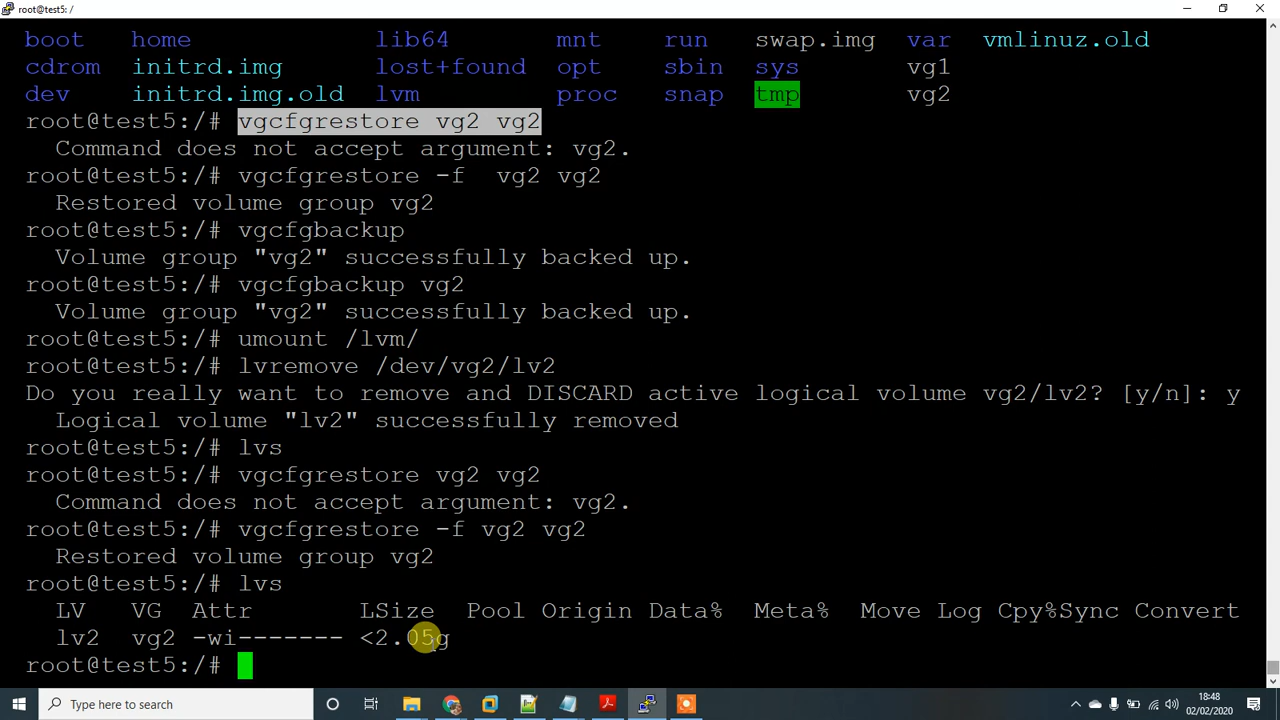 root@test5: /
boot home lib64 mnt run swap.img var vmlinuz.old
cdrom initrd.img lost+found opt sbin sys vg1
dev initrd.img.old lvm proc snap tmp vg2
root@test5:/# vgcfgrestore vg2 vg2
Command does not accept argument: vg2.
root@test5:/# vgcfgrestore -f  vg2 vg2
Restored volume group vg2
root@test5:/# vgcfgbackup
Volume group "vg2" successfully backed up.
root@test5:/# vgcfgbackup vg2
Volume group "vg2" successfully backed up.
root@test5:/# umount /lvm/
root@test5:/# lvremove /dev/vg2/lv2
Do you really want to remove and DISCARD active logical volume vg2/lv2? [y/n]: y
Logical volume "lv2" successfully removed
root@test5:/# lvs
root@test5:/# vgcfgrestore vg2 vg2
Command does not accept argument: vg2.
root@test5:/# vgcfgrestore -f vg2 vg2
Restored volume group vg2
root@test5:/# lvs
LV VG Attr LSize Pool Origin Data% Meta% Move Log Cpy%Sync Convert
lv2 vg2 -wi------- <2.05g
root@test5:/#
Type here to search
18:48
02/02/2020